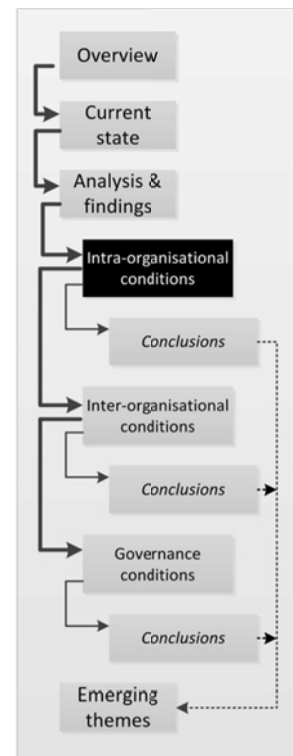 Overview
Current
state
Analysis &
findings
Intra-organisational
conditions
Conclusions
Inter-organisational
conditions
Conclusions
Governance
conditions
Conclusions
Emerging
themes